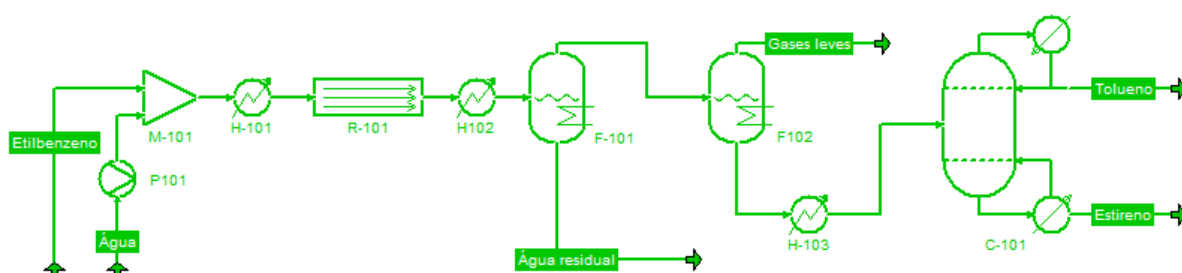 Etilbenzeno
Água
P101
M-101
H-101
R-101
H102
F-101
Água residual
F102
Gases leves
H-103
C-101
Tolueno
Estireno